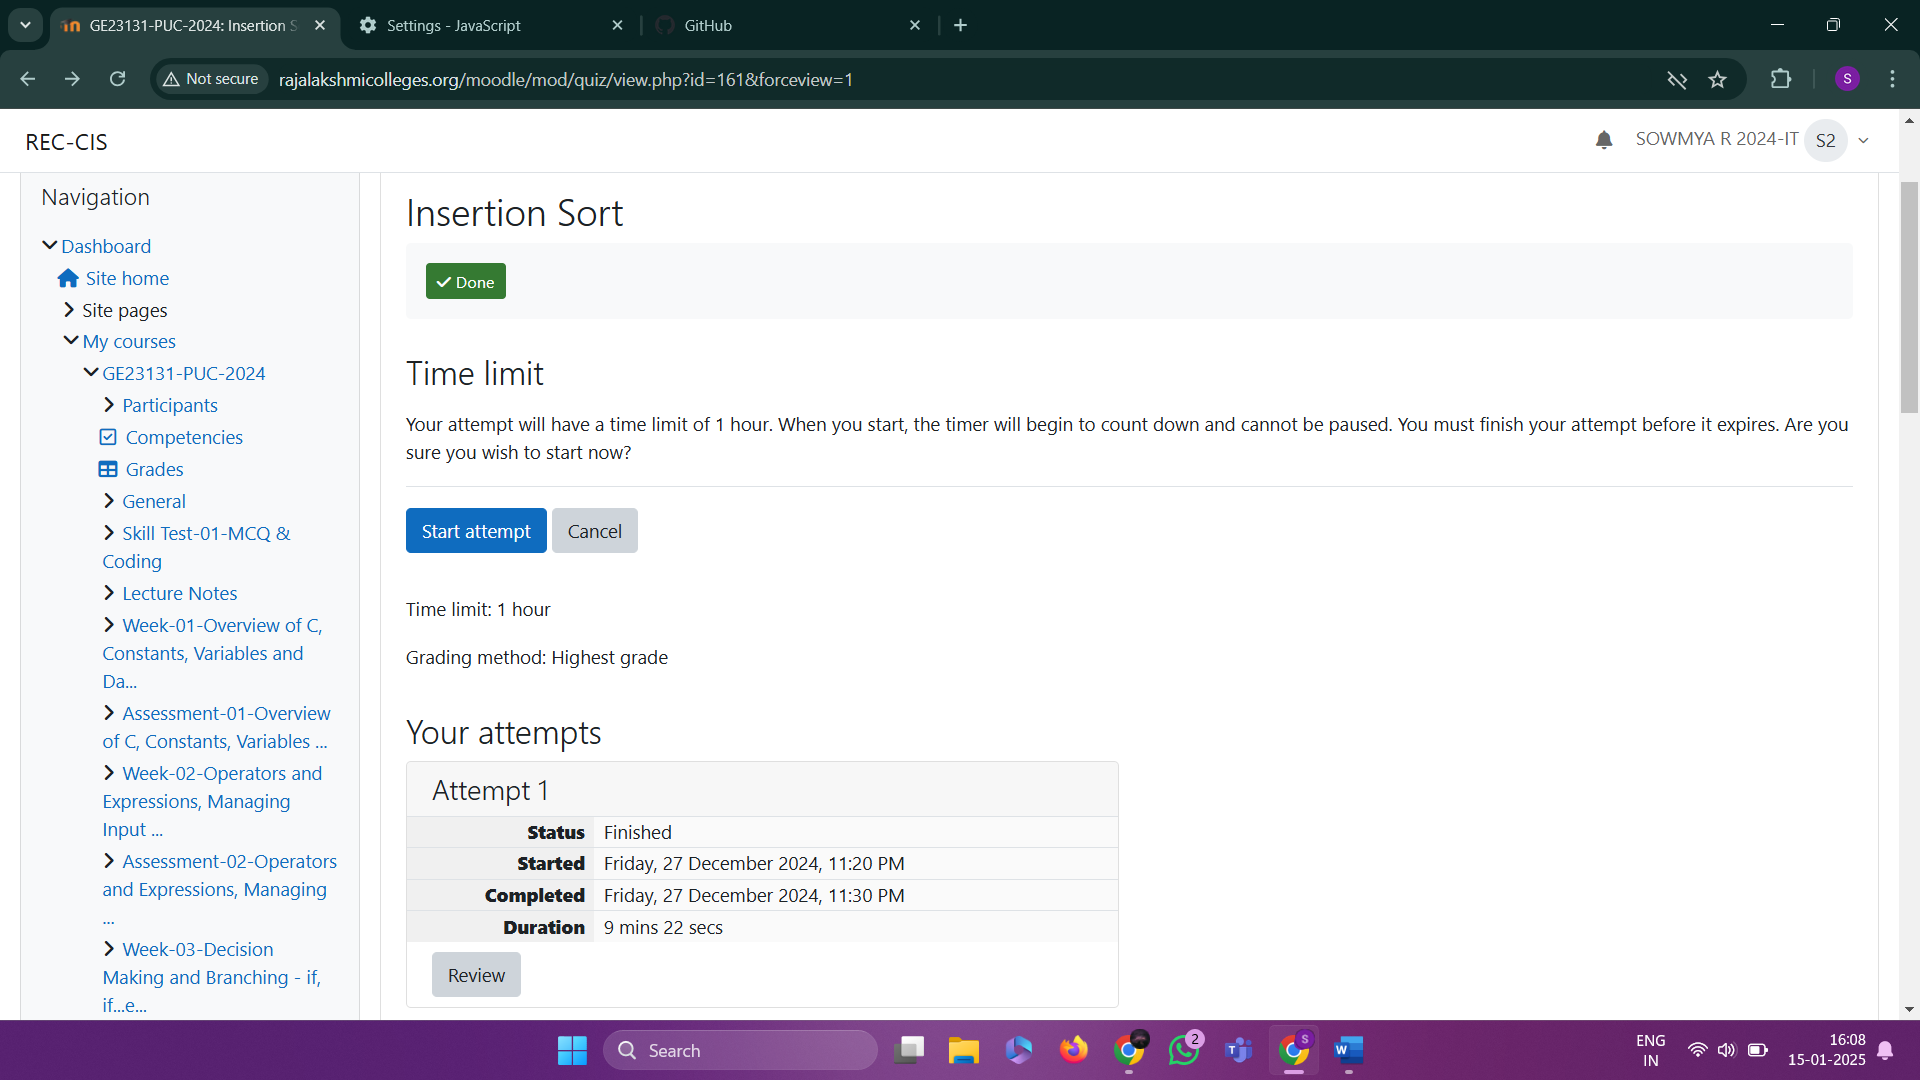 GE23131-PUC-2024: Insertion S
Settings - JavaScript
GitHub
Not secure
rajalakshmicolleges.org/moodle/mod/quiz/view.php?id=161&forceview=1
S
REC-CIS
SOWMYA R 2024-IT
S2
Navigation
Dashboard
Site home
Site pages
My courses
GE23131-PUC-2024
Participants
Competencies
Grades
General
Skill Test-01-MCQ &
Coding
Lecture Notes
Week-01-Overview of C,
Constants, Variables and
Da...
Assessment-01-Overview
of C, Constants, Variables ...
Week-02-Operators and
Expressions, Managing
Input ...
Assessment-02-Operators
and Expressions, Managing
...
Week-03-Decision
Making and Branching - if,
if...e...
Insertion Sort
Done
Time limit
Your attempt will have a time limit of 1 hour. When you start, the timer will begin to count down and cannot be paused. You must finish your attempt before it expires. Are you
sure you wish to start now?
Start attempt
Cancel
Time limit: 1 hour
Grading method: Highest grade
Your attempts
Attempt 1
Status Finished
Started Friday, 27 December 2024, 11:20 PM
Completed Friday, 27 December 2024, 11:30 PM
Duration 9 mins 22 secs
Review
Search
2
S
ENG
IN
16:08
15-01-2025